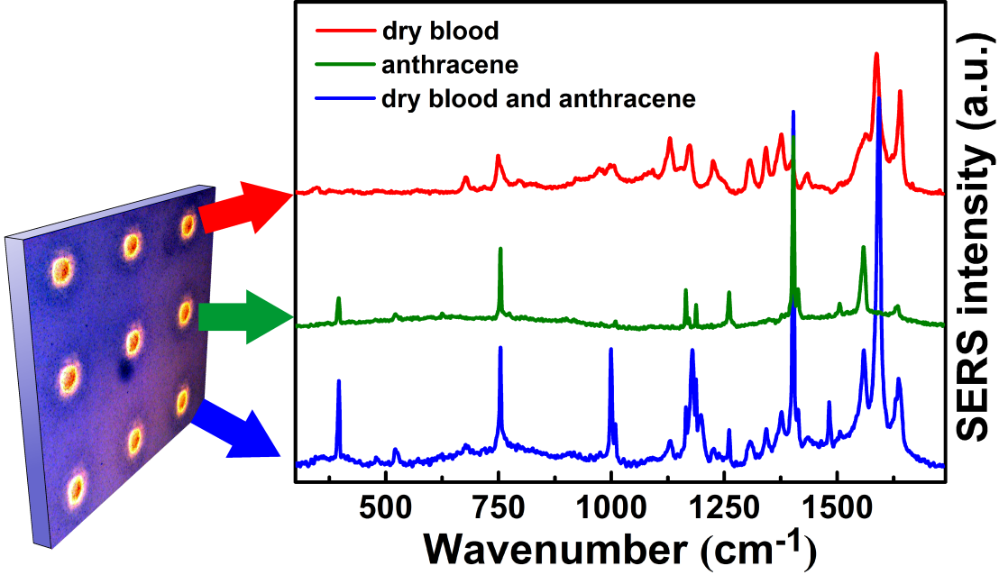 dry blood
anthracene
dry blood and anthracene
SERS intensity (a.u.)
500 750 1000 1250 1500
Wavenumber (cm⁻¹)